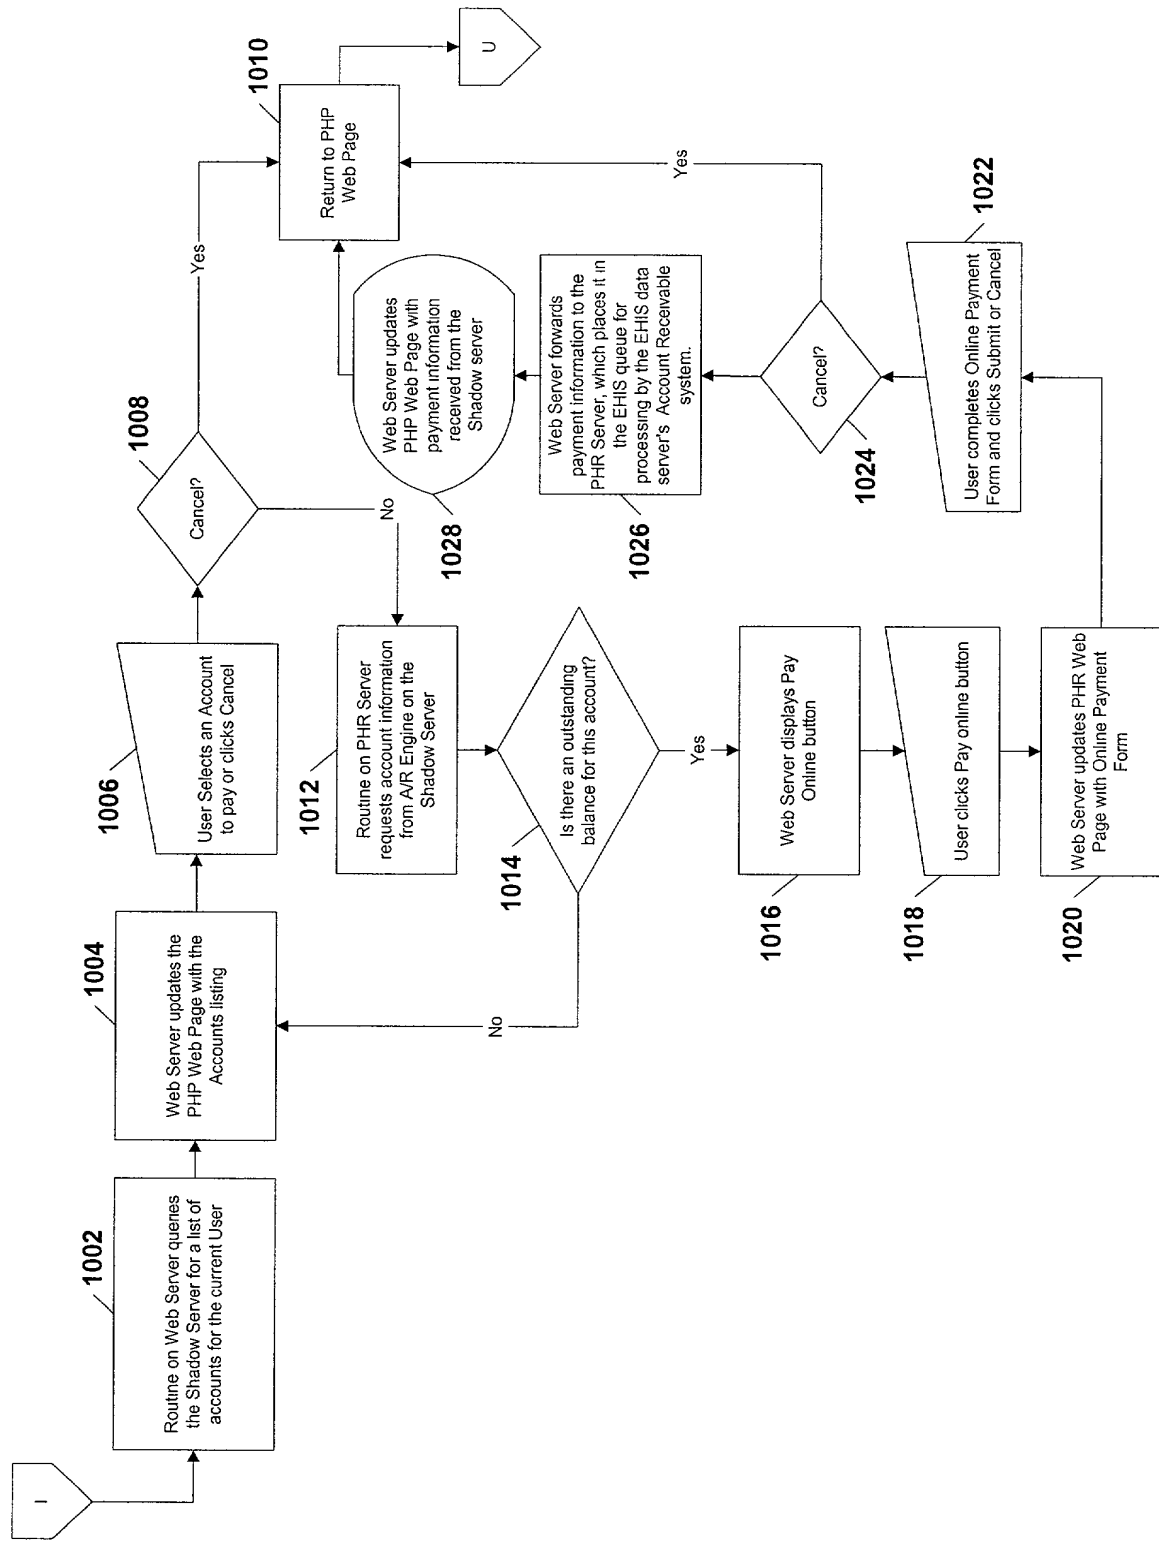 I
1002
Routine on Web Server queries
the Shadow Server for a list of
accounts for the current User
1004
Web Server updates the
PHP Web Page with the
Accounts listing
1006
User Selects an Account
to pay or clicks Cancel
1008
Cancel?
Yes
No
1010
Return to PHP
Web Page
U
1012
Routine on PHR Server
requests account information
from A/R Engine on the
Shadow Server
1014
Is there an outstanding
balance for this account?
No
Yes
1016
Web Server displays Pay
Online button
1018
User clicks Pay online button
1020
Web Server updates PHR Web
Page with Online Payment
Form
1022
User completes Online Payment
Form and clicks Submit or Cancel
1024
Cancel?
Yes
1026
Web Server forwards
payment information to the
PHR Server, which places it in
the EHIS queue for
processing by the EHIS data
server's Account Receivable
system.
1028
Web Server updates
PHP Web Page with
payment information
received from the
Shadow server